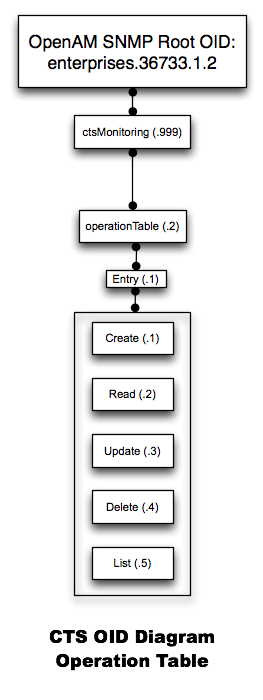 OpenAM SNMP Root OID:
enterprises.36733.1.2
ctsMonitoring (.999)
operationTable (.2)
Entry (.1)
Create (.1)
Read (.2)
Update (.3)
Delete (.4)
List (.5)
CTS OID Diagram
Operation Table